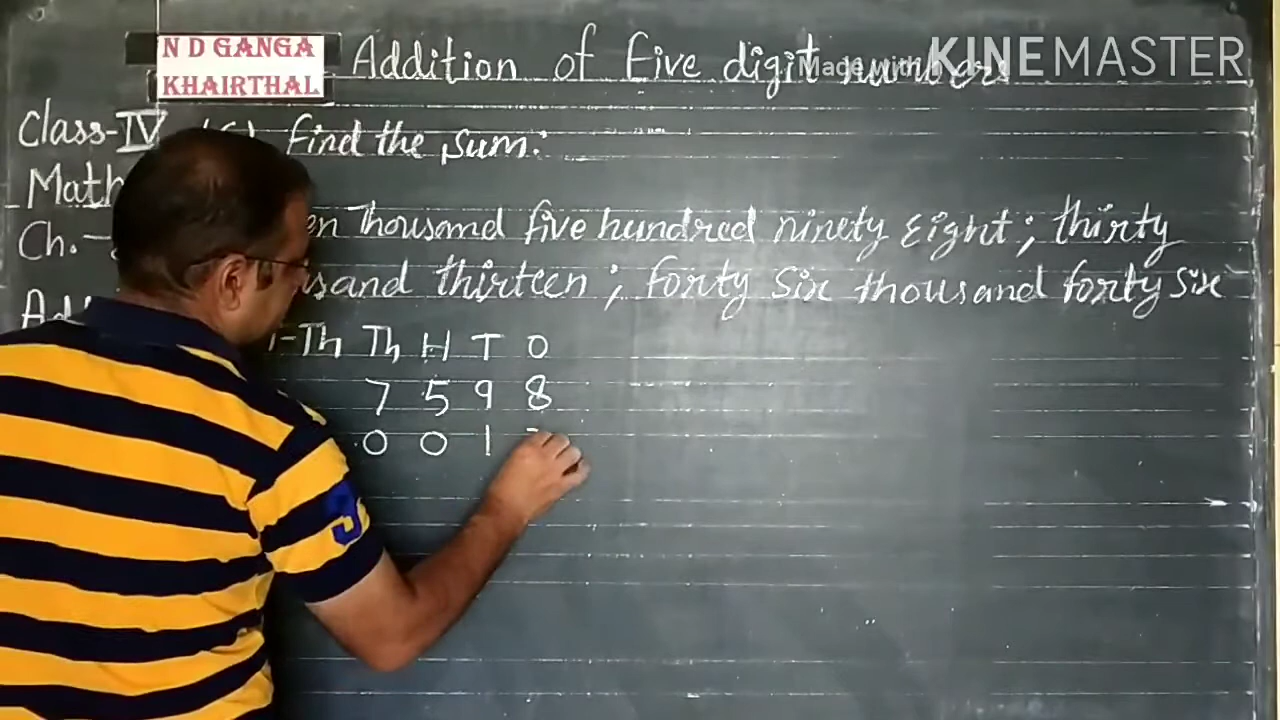 N D GANGA
KHAIRTHAL
Addition of Five digit numbers
Made with
KINEMASTER
Class-IV
Find the sum:
Math
Thousand five hundred ninety Eight; thirty
Ch.-
thirteen; forty six thousand forty six
T-Th Th H T O
7 5 9 8
0 0 1